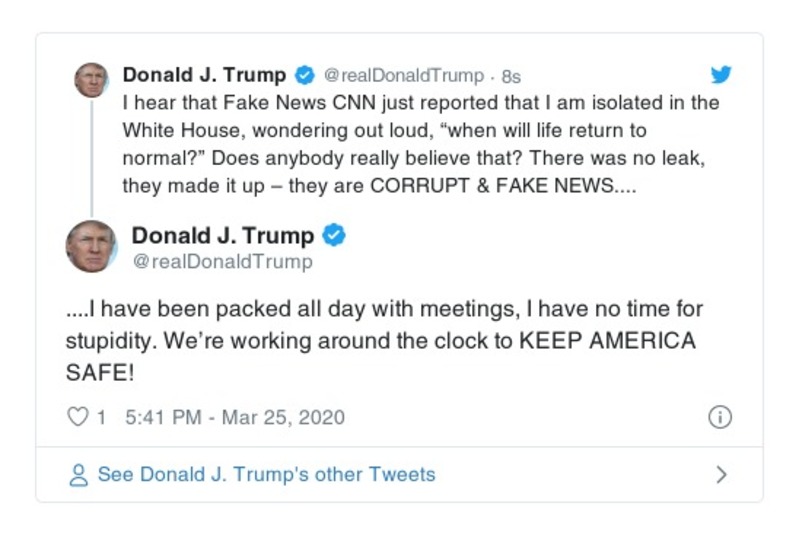 Donald J. Trump @realDonaldTrump · 8s
I hear that Fake News CNN just reported that I am isolated in the
White House, wondering out loud, “when will life return to
normal?” Does anybody really believe that? There was no leak,
they made it up – they are CORRUPT & FAKE NEWS....
Donald J. Trump
@realDonaldTrump
....I have been packed all day with meetings, I have no time for
stupidity. We’re working around the clock to KEEP AMERICA
SAFE!
1 5:41 PM - Mar 25, 2020
See Donald J. Trump's other Tweets